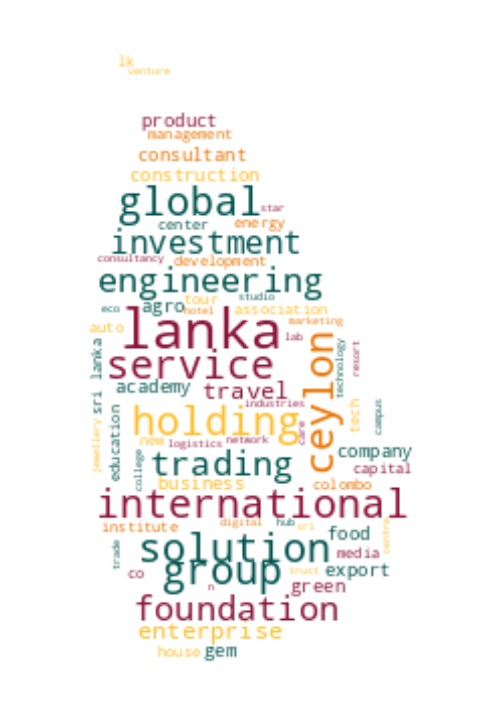 lk
venture
product
management
consultant
construction
global
star
center
energy
investment
consultancy
development
engineering
studio
tour
eco
agro
hotel
association
lanka
marketing
auto
lab
service
sri lanka
ceylon
technology
resort
academy
travel
industries
holding
care
tech
campus
education
jewellery
new
logistics
network
company
trading
capital
college
business
colombo
international
institute
digital
hub
sri
food
centre
solution
media
trade
group
trust
export
co
n
green
foundation
enterprise
house
gem